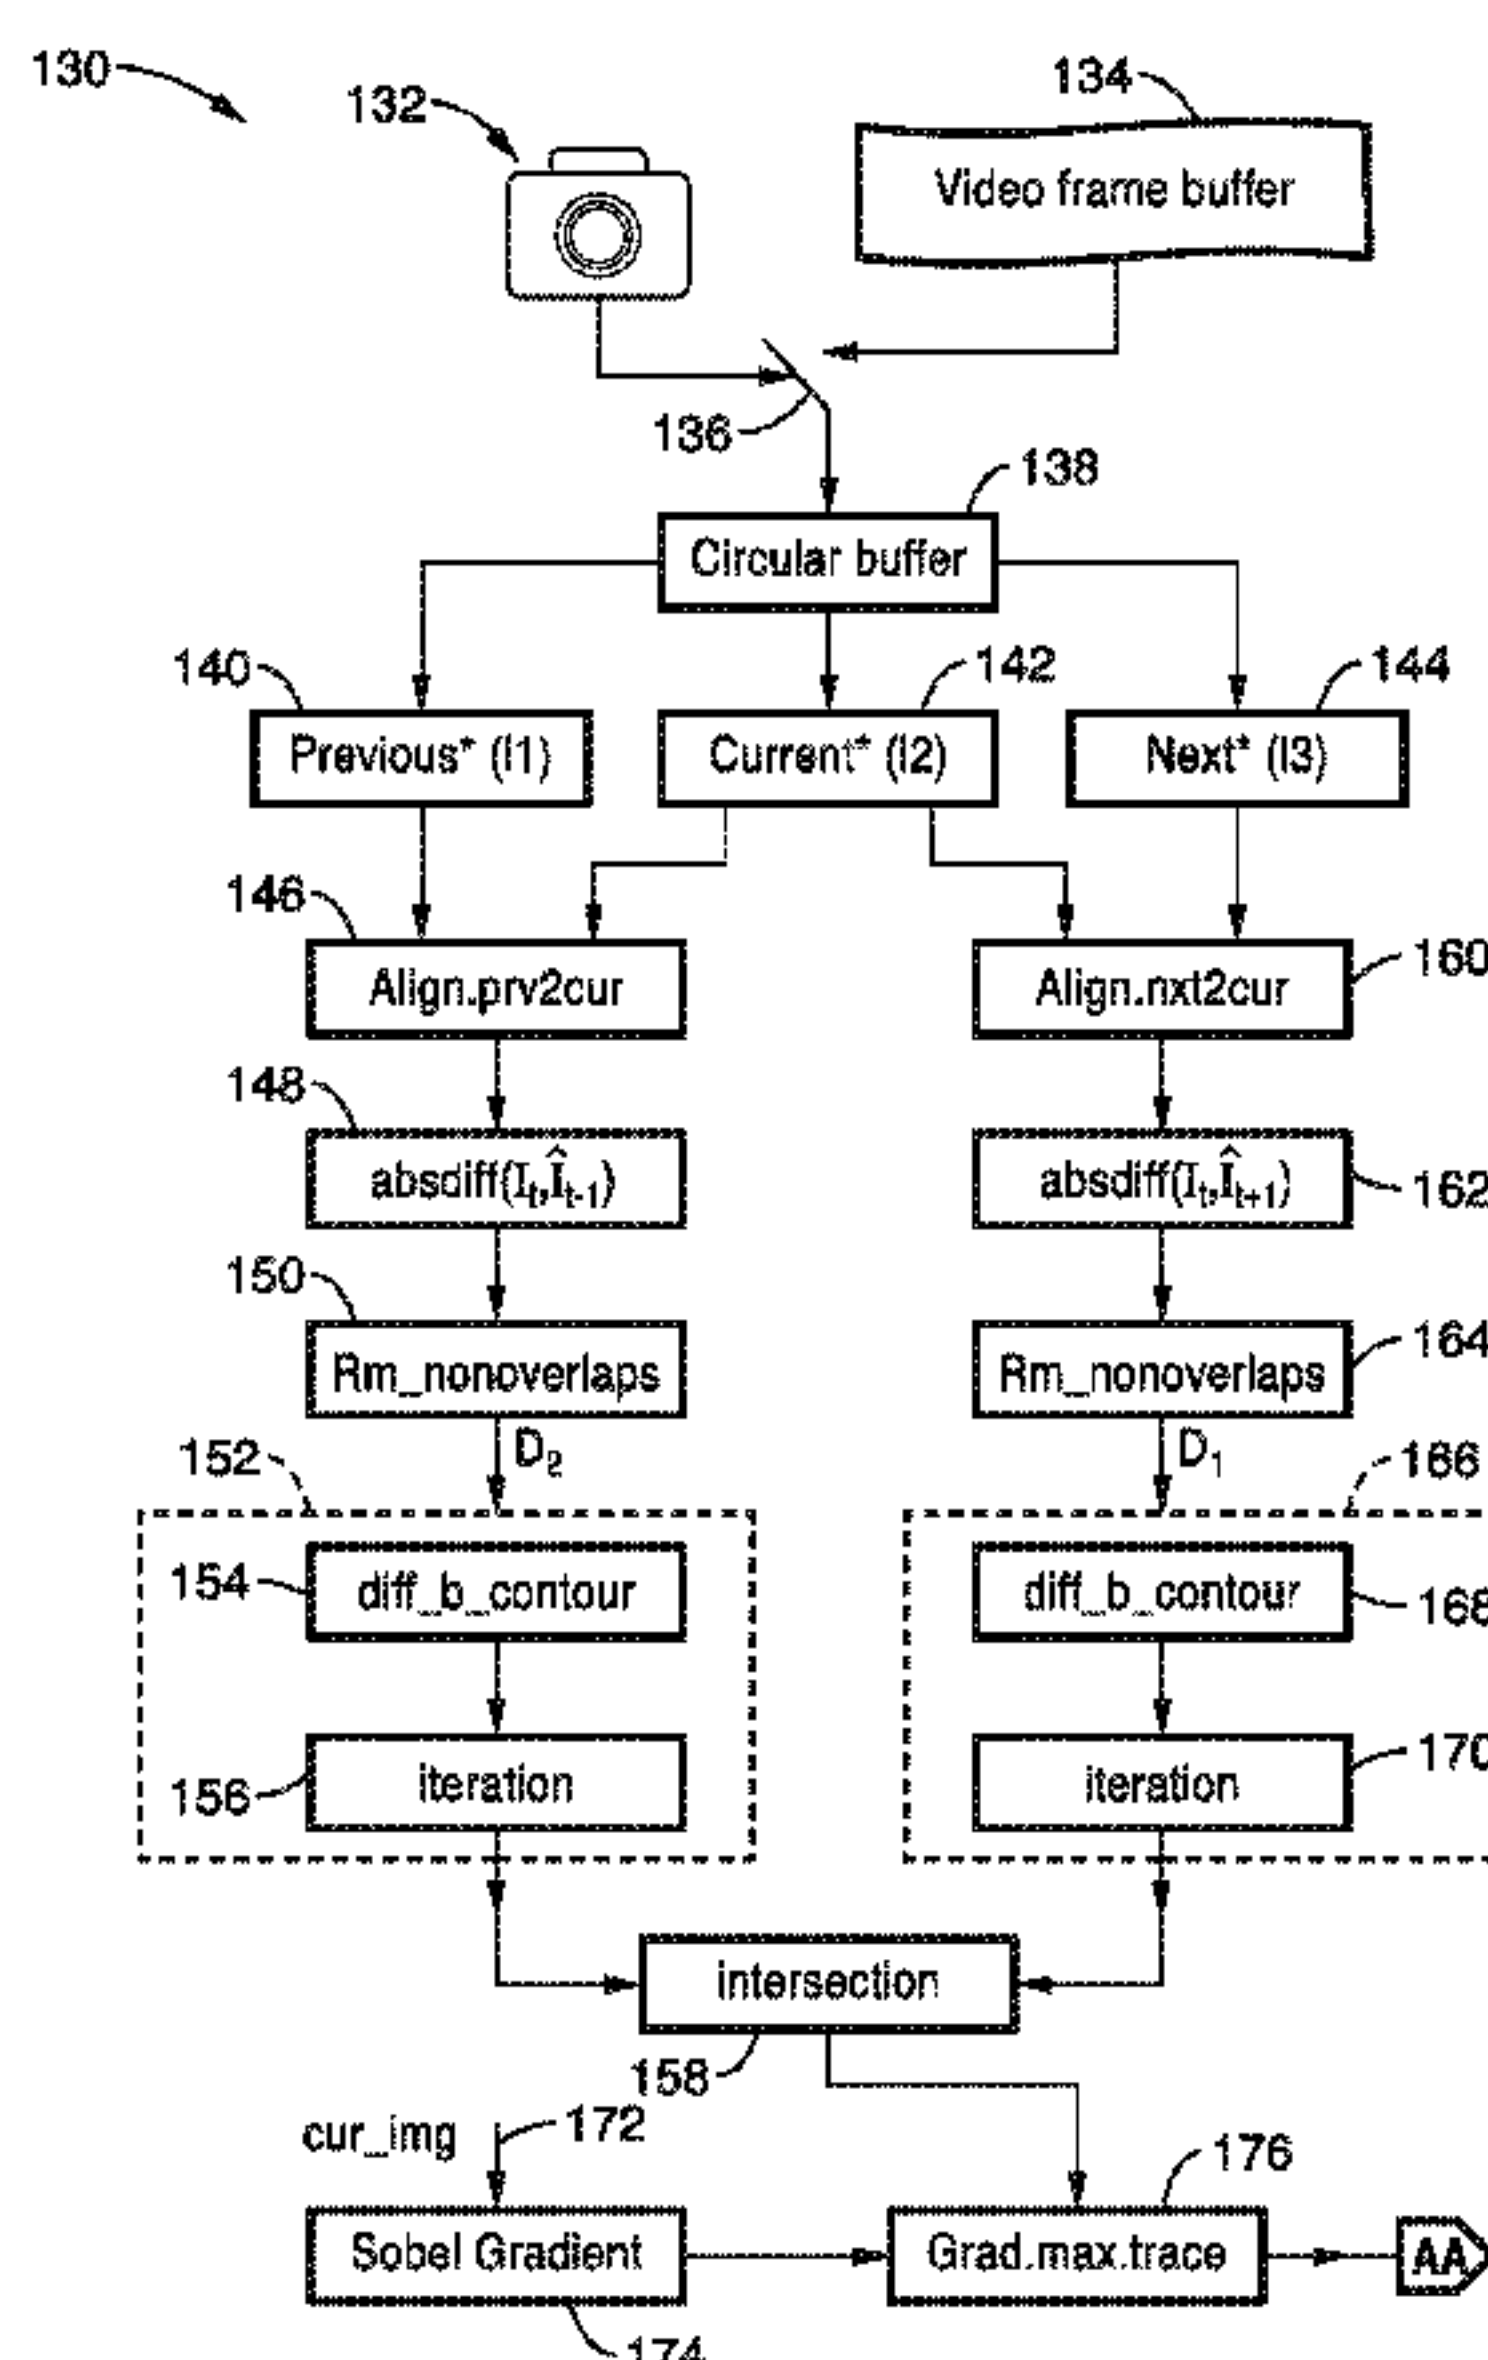 130
132
134
Video frame buffer
136
138
Circular buffer
140
142
144
Previous* (I1)
Current* (I2)
Next* (I3)
146
160
Align.prv2cur
Align.nxt2cur
148
absdiff(I_t,Î_t-1)
absdiff(I_t,Î_t+1)
162
150
164
Rm_nonoverlaps
Rm_nonoverlaps
D₂
D₁
152
166
154
diff_b_contour
diff_b_contour
168
156
iteration
iteration
170
intersection
158
cur_img
172
176
Sobel Gradient
Grad.max.trace
AA
174